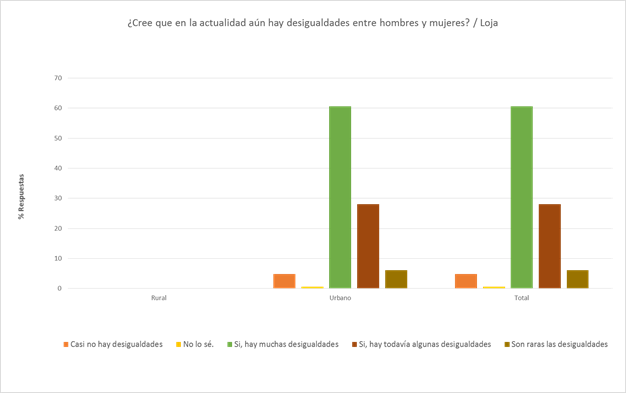 ¿Cree que en la actualidad aún hay desigualdades entre hombres y mujeres? / Loja
70
60
50
40
30
20
10
0
% Respuestas
Rural Urbano Total
Casi no hay desigualdades No lo sé. Si, hay muchas desigualdades Si, hay todavía algunas desigualdades Son raras las desigualdades